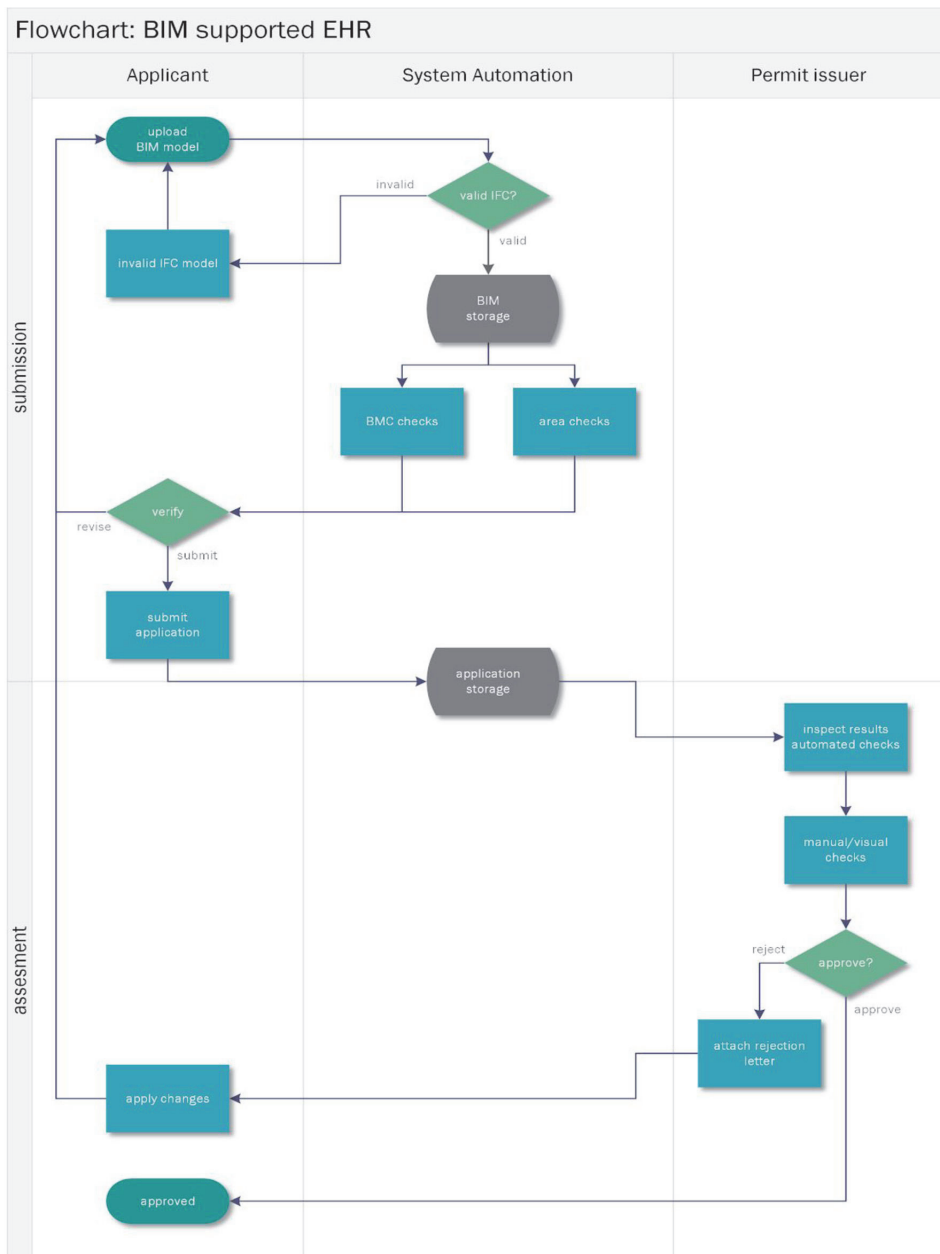 Flowchart: BIM supported EHR
Applicant
System Automation
Permit issuer
submission
upload
BIM model
valid IFC?
invalid
valid
invalid IFC model
BIM
storage
BMC checks
area checks
verify
revise
submit
submit
application
application
storage
assesment
inspect results
automated checks
manual/visual
checks
approve?
reject
approve
attach rejection
letter
apply changes
approved